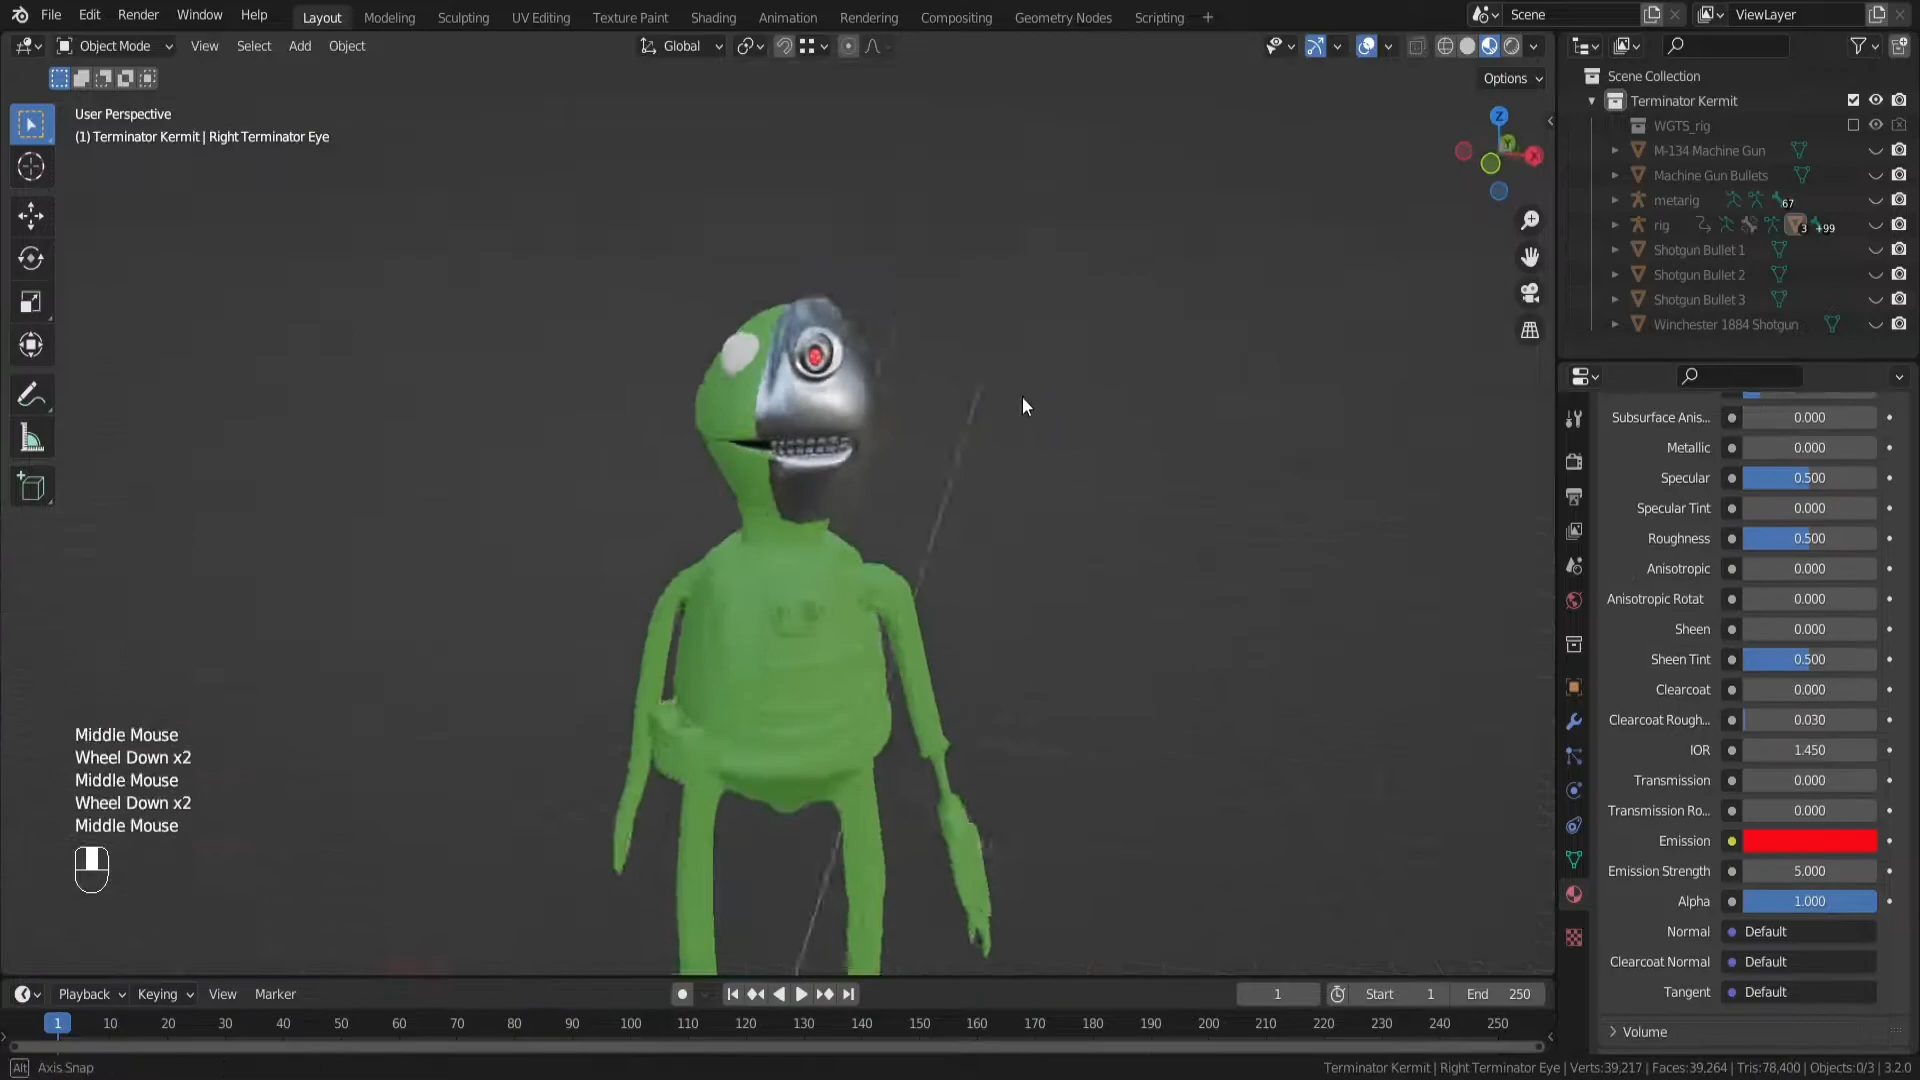 File Edit Render Window Help Layout Modeling Sculpting UV Editing Texture Paint Shading Animation Rendering Compositing Geometry Nodes Scripting + Scene ViewLayer
Object Mode View Select Add Object Global
Options
User Perspective
(1) Terminator Kermit | Right Terminator Eye
Z
Y
X
Middle Mouse
Wheel Down x2
Middle Mouse
Wheel Down x2
Middle Mouse
Scene Collection
Terminator Kermit
WGTS_rig
M-134 Machine Gun
Machine Gun Bullets
metarig 67
rig 3 +99
Shotgun Bullet 1
Shotgun Bullet 2
Shotgun Bullet 3
Winchester 1884 Shotgun
Subsurface Anis... 0.000
Metallic 0.000
Specular 0.500
Specular Tint 0.000
Roughness 0.500
Anisotropic 0.000
Anisotropic Rotat 0.000
Sheen 0.000
Sheen Tint 0.500
Clearcoat 0.000
Clearcoat Rough... 0.030
IOR 1.450
Transmission 0.000
Transmission Ro... 0.000
Emission
Emission Strength 5.000
Alpha 1.000
Normal Default
Clearcoat Normal Default
Tangent Default
Volume
Playback Keying View Marker 1 Start 1 End 250
1 10 20 30 40 50 60 70 80 90 100 110 120 130 140 150 160 170 180 190 200 210 220 230 240 250
Alt Axis Snap Terminator Kermit | Right Terminator Eye | Verts:39,217 | Faces:39,264 | Tris:78,400 | Objects:0/3 | 3.2.0